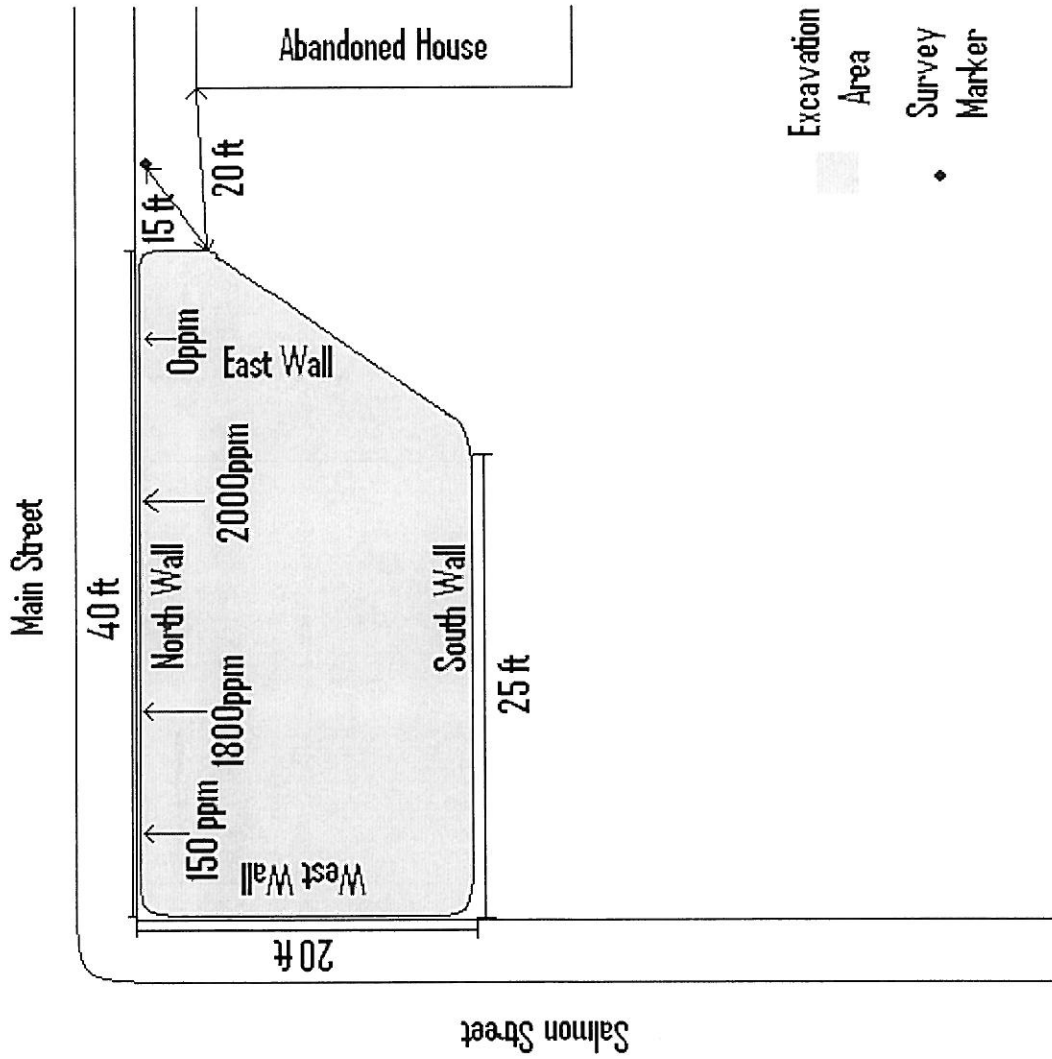 Main Street
40 ft
North Wall
150 ppm
1800ppm
2000ppm
0ppm
15 ft
20 ft
Abandoned House
East Wall
West Wall
20 ft
South Wall
25 ft
Salmon Street
Excavation
Area
Survey
Marker